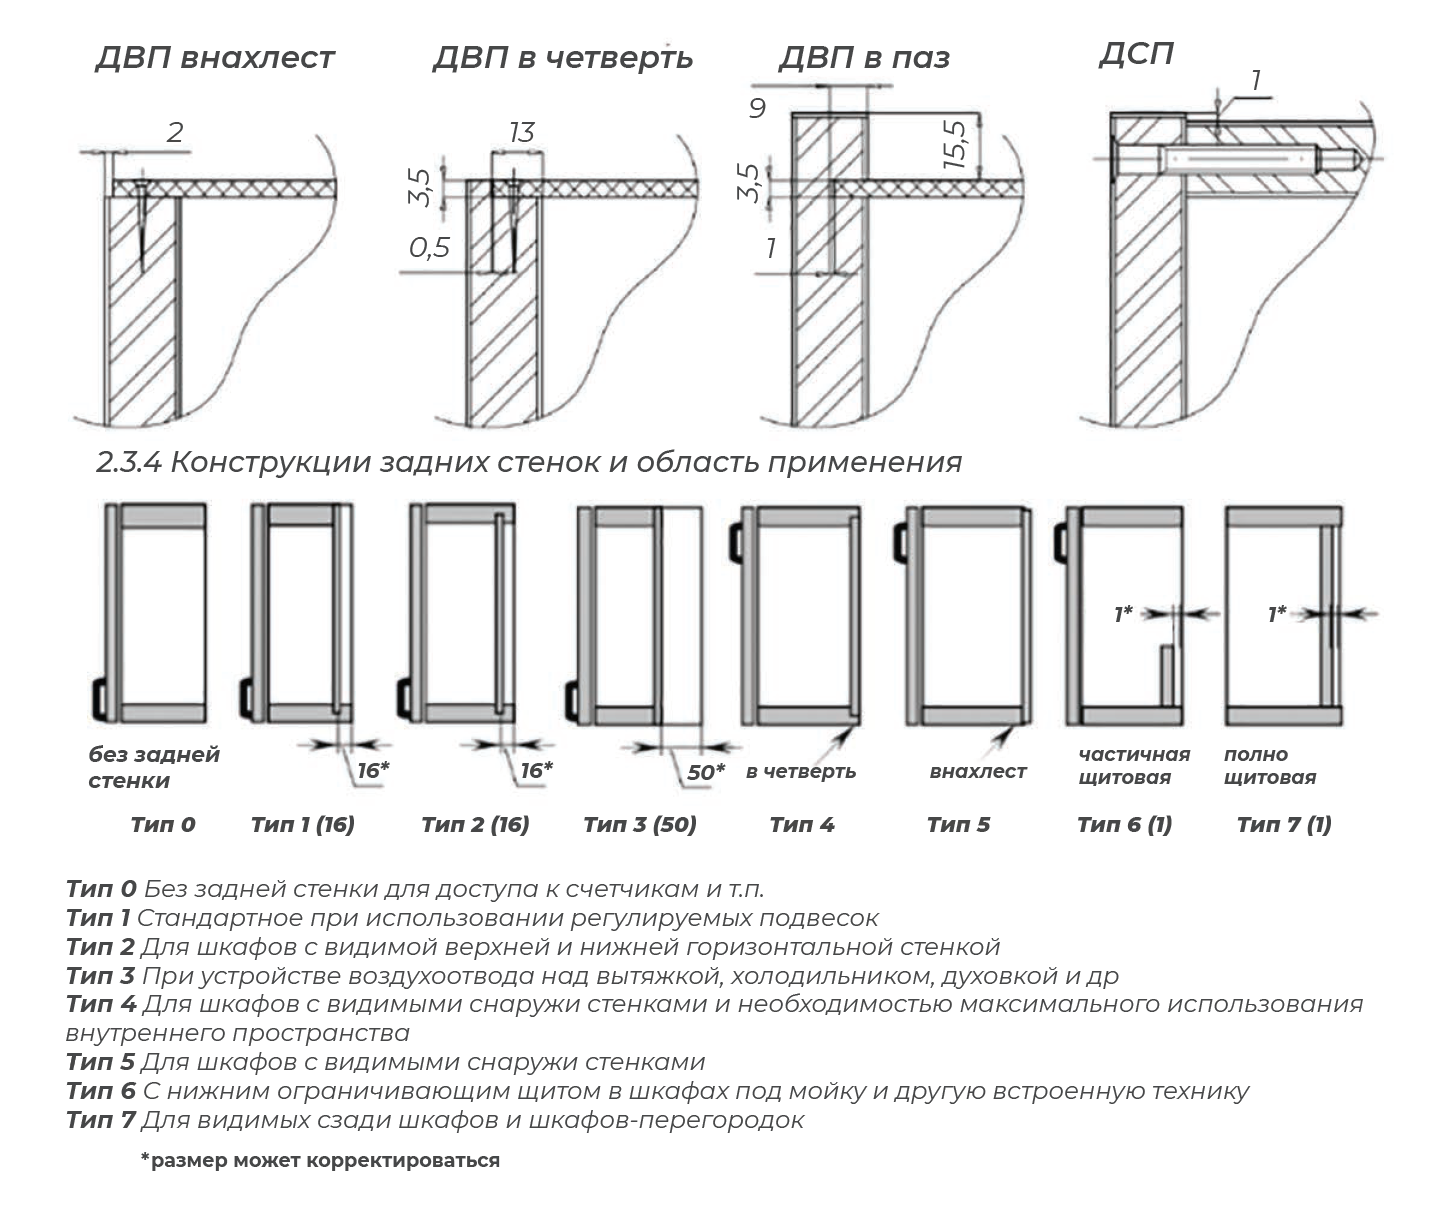 ДВП внахлест
ДВП в четверть
ДВП в паз
ДСП
2
13
3,5
0,5
9
15,5
3,5
1
1
2.3.4 Конструкции задних стенок и область применения
1*
1*
без задней
стенки
16*
16*
50*
в четверть
внахлест
частичная
щитовая
полно
щитовая
Тип 0
Тип 1 (16)
Тип 2 (16)
Тип 3 (50)
Тип 4
Тип 5
Тип 6 (1)
Тип 7 (1)
Тип 0 Без задней стенки для доступа к счетчикам и т.п.
Тип 1 Стандартное при использовании регулируемых подвесок
Тип 2 Для шкафов с видимой верхней и нижней горизонтальной стенкой
Тип 3 При устройстве воздухоотвода над вытяжкой, холодильником, духовкой и др
Тип 4 Для шкафов с видимыми снаружи стенками и необходимостью максимального использования
внутреннего пространства
Тип 5 Для шкафов с видимыми снаружи стенками
Тип 6 С нижним ограничивающим щитом в шкафах под мойку и другую встроенную технику
Тип 7 Для видимых сзади шкафов и шкафов-перегородок
*размер может корректироваться